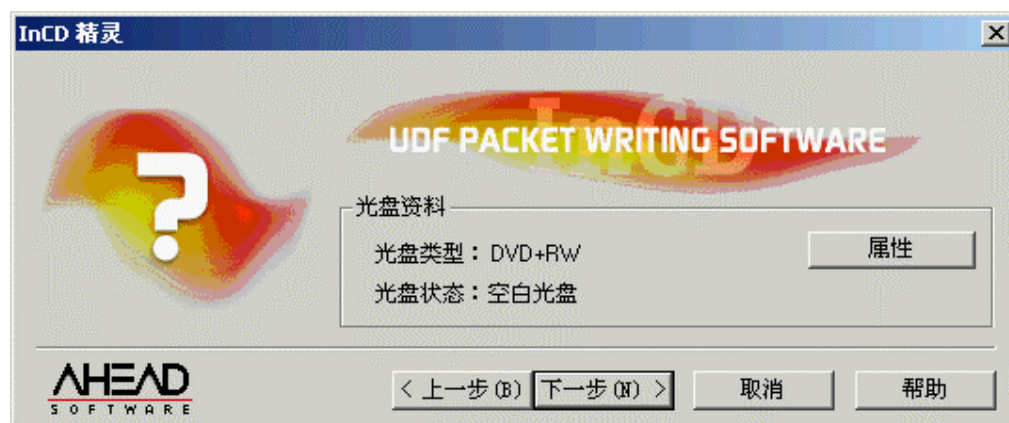 InCD 精灵
InCD
UDF PACKET WRITING SOFTWARE
?
光盘资料
光盘类型：DVD+RW
属性
光盘状态：空白光盘
AHEAD
SOFTWARE
< 上一步(B)
下一步(N) >
取消
帮助